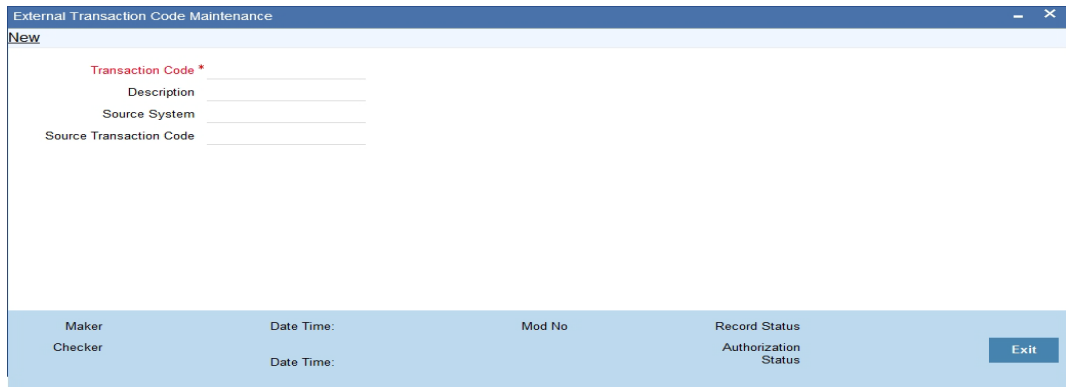 External Transaction Code Maintenance
New
Transaction Code *
Description
Source System
Source Transaction Code
Maker Date Time: Mod No Record Status
Checker Date Time: Authorization Status
Exit